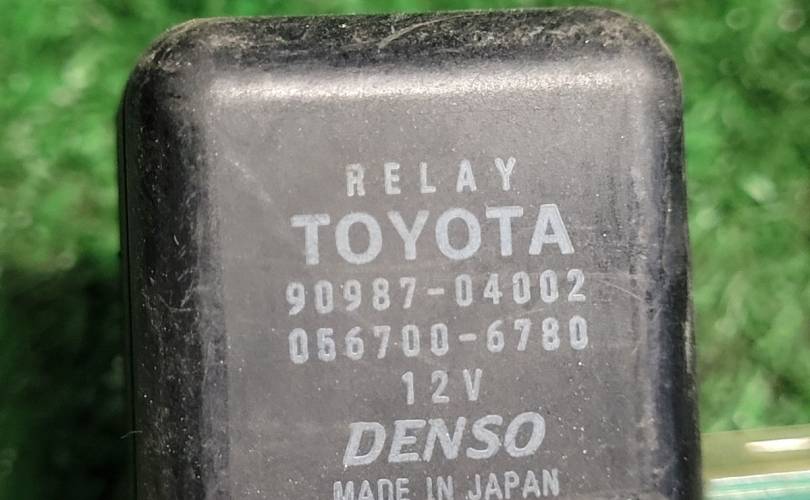 RELAY
TOYOTA
90987-04002
056700-6780
12V
DENSO
MADE IN JAPAN